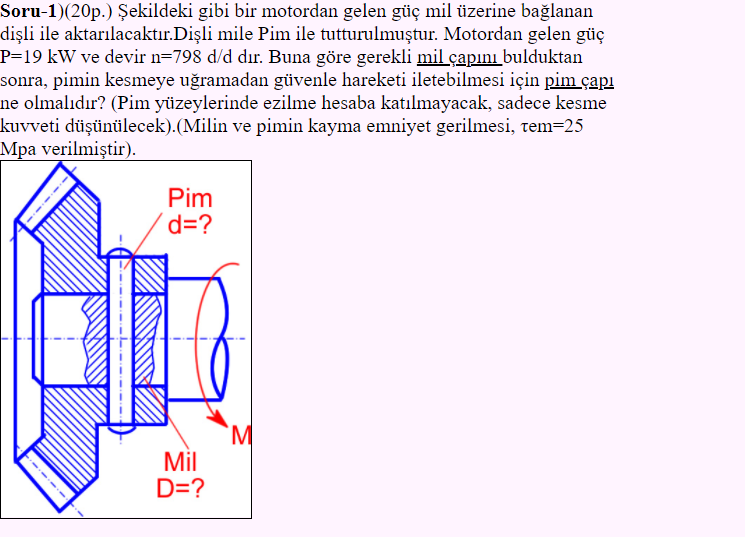 Soru-1)(20p.) Şekildeki gibi bir motordan gelen güç mil üzerine bağlanan
dişli ile aktarılacaktır.Dişli mile Pim ile tutturulmuştur. Motordan gelen güç
P=19 kW ve devir n=798 d/d dır. Buna göre gerekli mil çapını bulduktan
sonra, pimin kesmeye uğramadan güvenle hareketi iletebilmesi için pim çapı
ne olmalıdır? (Pim yüzeylerinde ezilme hesaba katılmayacak, sadece kesme
kuvveti düşünülecek).(Milin ve pimin kayma emniyet gerilmesi, τem=25
Mpa verilmiştir).
Pim
d=?
M
Mil
D=?